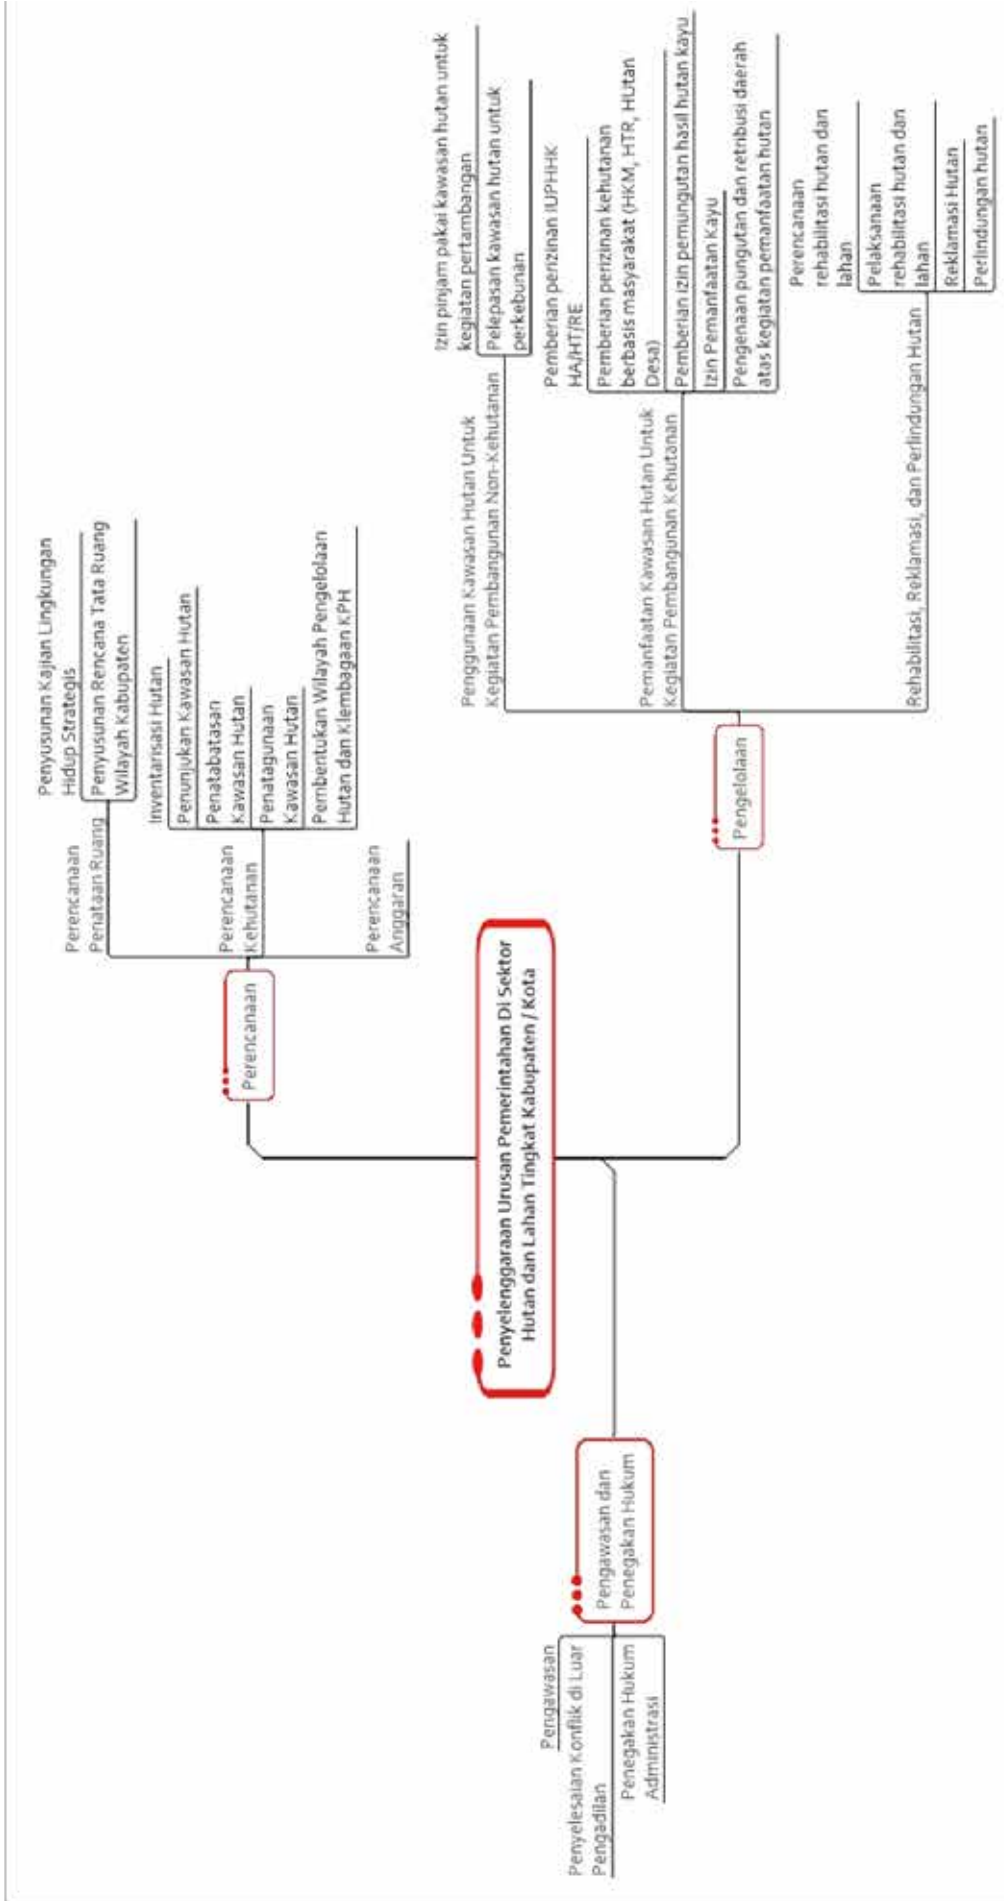 Penyelenggaraan Urusan Pemerintahan Di Sektor
Hutan dan Lahan Tingkat Kabupaten / Kota
Perencanaan
Perencanaan
Penataan Ruang
Penyusunan Kajian Lingkungan
Hidup Strategis
Penyusunan Rencana Tata Ruang
Wilayah Kabupaten
Perencanaan
Kehutanan
Inventarisasi Hutan
Penunjukan Kawasan Hutan
Penatabatasan
Kawasan Hutan
Penatagunaan
Kawasan Hutan
Pembentukan Wilayah Pengelolaan
Hutan dan Klembagaan KPH
Perencanaan
Anggaran
Pengelolaan
Penggunaan Kawasan Hutan Untuk
Kegiatan Pembangunan Non-Kehutanan
Izin pinjam pakai kawasan hutan untuk
kegiatan pertambangan
Pelepasan kawasan hutan untuk
perkebunan
Pemanfaatan Kawasan Hutan Untuk
Kegiatan Pembangunan Kehutanan
Pemberian perizinan IUPHHK
HA/HT/RE
Pemberian perizinan kehutanan
berbasis masyarakat (HKM, HTR, HUtan
Desa)
Pemberian izin pemungutan hasil hutan kayu
Izin Pemanfaatan Kayu
Pengenaan pungutan dan retribusi daerah
atas kegiatan pemanfaatan hutan
Rehabilitasi, Reklamasi, dan Perlindungan Hutan
Perencanaan
rehabilitasi hutan dan
lahan
Pelaksanaan
rehabilitasi hutan dan
lahan
Reklamasi Hutan
Perlindungan hutan
Pengawasan dan
Penegakan Hukum
Pengawasan
Penyelesaian Konflik di Luar
Pengadilan
Penegakan Hukum
Administrasi